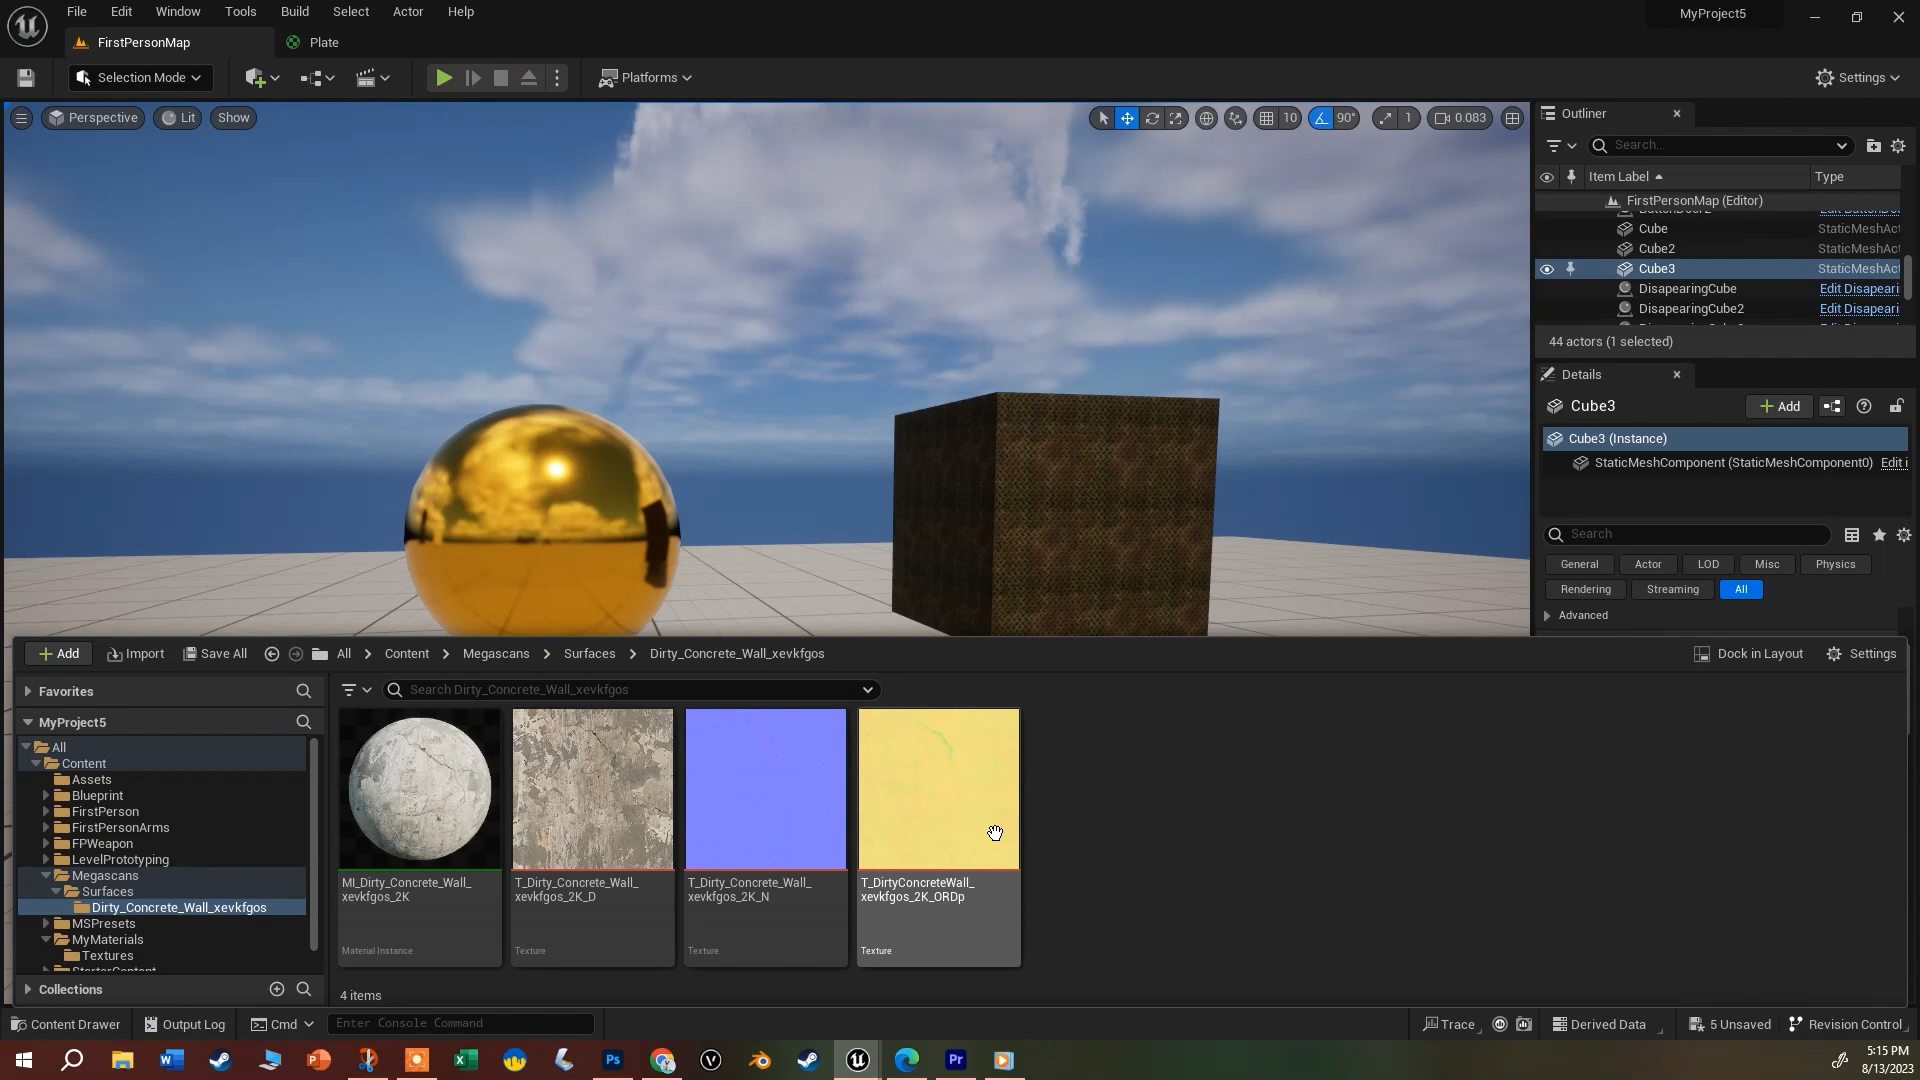 File Edit Window Tools Build Select Actor Help
MyProject5
FirstPersonMap
Plate
Selection Mode
Platforms
Settings
Perspective
Lit
Show
10
90°
1
0.083
Outliner
Search...
Item Label
Type
FirstPersonMap (Editor)
Cube StaticMeshAct
Cube2 StaticMeshAct
Cube3 StaticMeshAct
DisapearingCube Edit Disapeari
DisapearingCube2 Edit Disapeari
44 actors (1 selected)
Details
Cube3
Add
Cube3 (Instance)
StaticMeshComponent (StaticMeshComponent0) Edit i
Search
General Actor LOD Misc Physics
Rendering Streaming All
Advanced
Add Import Save All All Content Megascans Surfaces Dirty_Concrete_Wall_xevkfgos
Dock in Layout Settings
Favorites
MyProject5
All
Content
Assets
Blueprint
FirstPerson
FirstPersonArms
FPWeapon
LevelPrototyping
Megascans
Surfaces
Dirty_Concrete_Wall_xevkfgos
MSPresets
MyMaterials
Textures
Collections
Search Dirty_Concrete_Wall_xevkfgos
MI_Dirty_Concrete_Wall_
xevkfgos_2K
Material Instance
T_Dirty_Concrete_Wall_
xevkfgos_2K_D
Texture
T_Dirty_Concrete_Wall_
xevkfgos_2K_N
Texture
T_DirtyConcreteWall_
xevkfgos_2K_ORDp
Texture
4 items
Content Drawer Output Log Cmd Enter Console Command
Trace Derived Data 5 Unsaved Revision Control
5:15 PM
8/13/2023